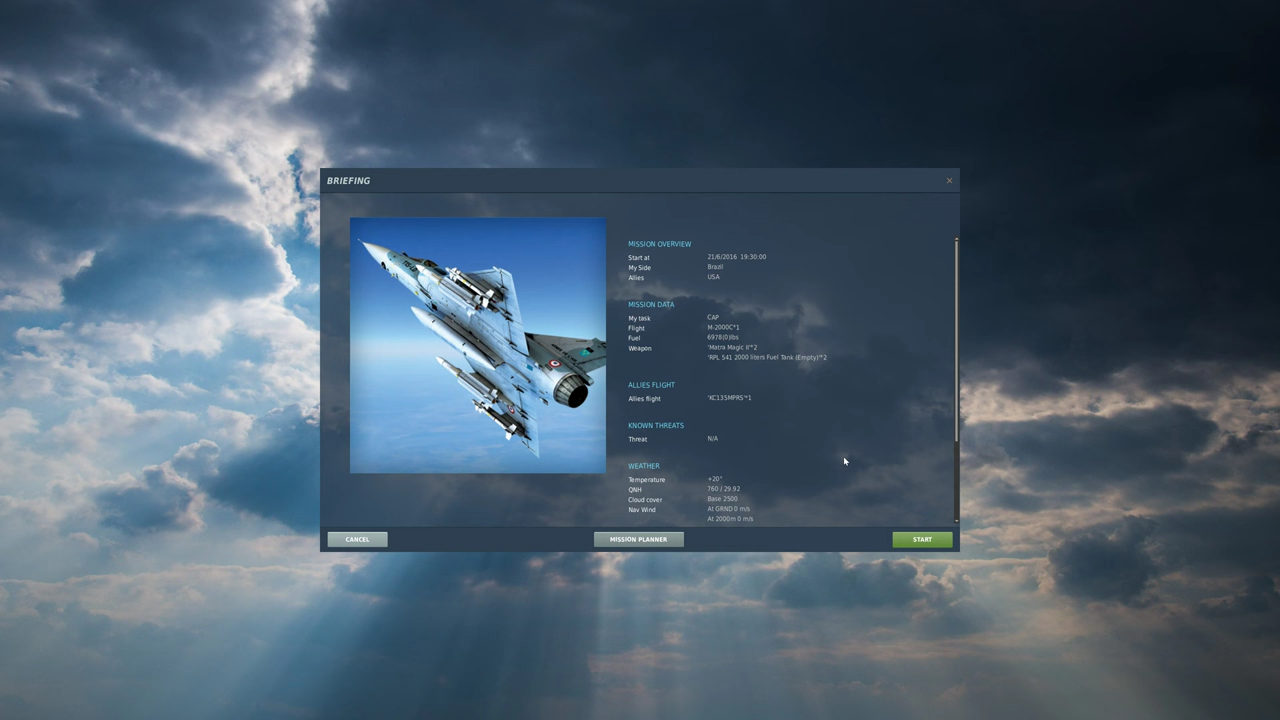 BRIEFING
MISSION OVERVIEW
Start at 21/6/2016 19:30:00
My Side Brazil
Allies USA
MISSION DATA
My task CAP
Flight M-2000C*1
Fuel 6978(0)lbs
Weapon 'Matra Magic II'*2
'RPL 541 2000 liters Fuel Tank (Empty)'*2
ALLIES FLIGHT
Allies flight 'KC135MPRS'*1
KNOWN THREATS
Threat N/A
WEATHER
Temperature +20°
QNH 760 / 29.92
Cloud cover Base 2500
Nav Wind At GRND 0 m/s
At 2000m 0 m/s
CANCEL MISSION PLANNER START